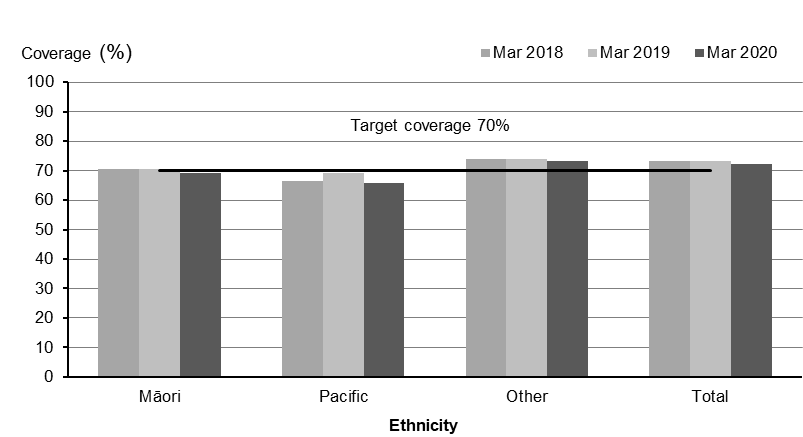 Coverage (%)
Mar 2018 Mar 2019 Mar 2020
100
90
Target coverage 70%
80
70
60
50
40
30
20
10
0
Māori Pacific Other Total
Ethnicity